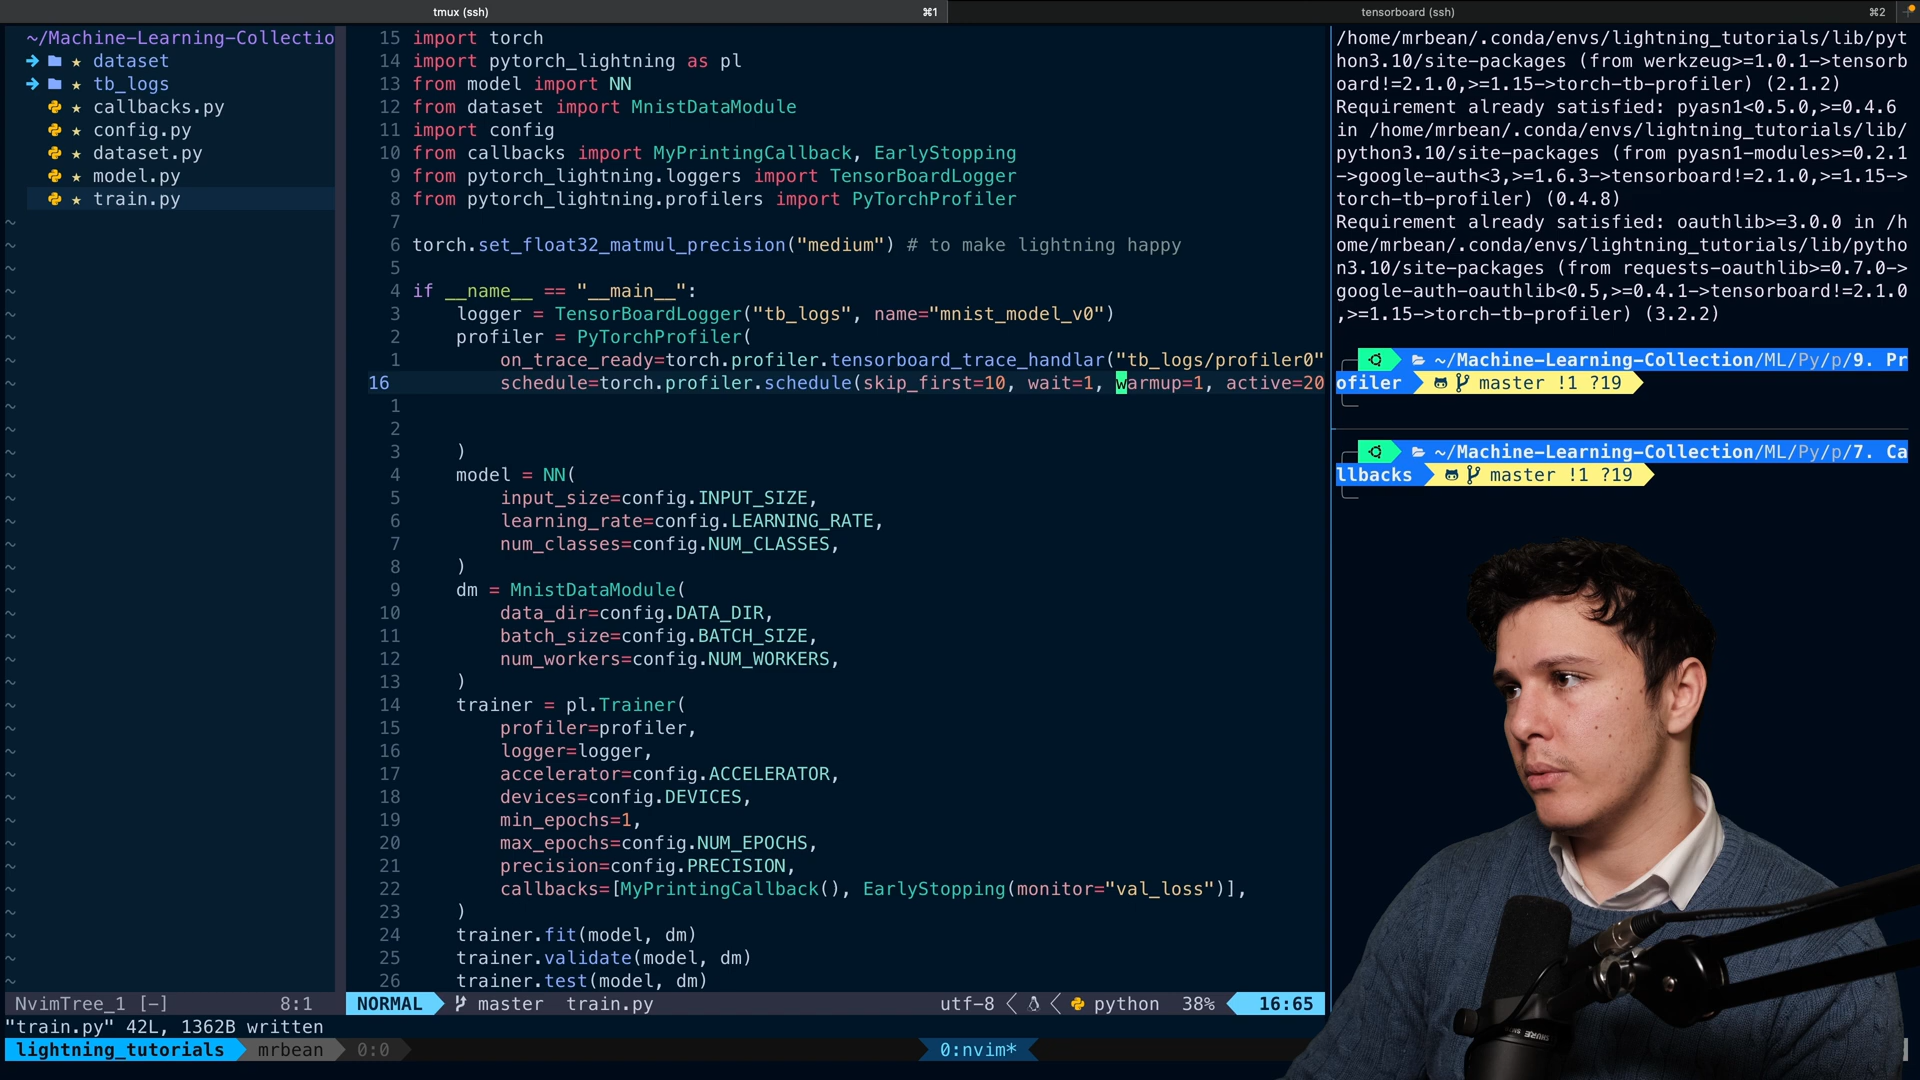 tmux (ssh) ⌘1 tensorboard (ssh) ⌘2
~/Machine-Learning-Collectio
dataset
tb_logs
callbacks.py
config.py
dataset.py
model.py
train.py
15 import torch
14 import pytorch_lightning as pl
13 from model import NN
12 from dataset import MnistDataModule
11 import config
10 from callbacks import MyPrintingCallback, EarlyStopping
9 from pytorch_lightning.loggers import TensorBoardLogger
8 from pytorch_lightning.profilers import PyTorchProfiler
7
6 torch.set_float32_matmul_precision("medium") # to make lightning happy
5
4 if __name__ == "__main__":
3 logger = TensorBoardLogger("tb_logs", name="mnist_model_v0")
2 profiler = PyTorchProfiler(
1 on_trace_ready=torch.profiler.tensorboard_trace_handlar("tb_logs/profiler0"
16 schedule=torch.profiler.schedule(skip_first=10, wait=1, warmup=1, active=20
1
2
3 )
4 model = NN(
5 input_size=config.INPUT_SIZE,
6 learning_rate=config.LEARNING_RATE,
7 num_classes=config.NUM_CLASSES,
8 )
9 dm = MnistDataModule(
10 data_dir=config.DATA_DIR,
11 batch_size=config.BATCH_SIZE,
12 num_workers=config.NUM_WORKERS,
13 )
14 trainer = pl.Trainer(
15 profiler=profiler,
16 logger=logger,
17 accelerator=config.ACCELERATOR,
18 devices=config.DEVICES,
19 min_epochs=1,
20 max_epochs=config.NUM_EPOCHS,
21 precision=config.PRECISION,
22 callbacks=[MyPrintingCallback(), EarlyStopping(monitor="val_loss")],
23 )
24 trainer.fit(model, dm)
25 trainer.validate(model, dm)
26 trainer.test(model, dm)
/home/mrbean/.conda/envs/lightning_tutorials/lib/pyt
hon3.10/site-packages (from werkzeug>=1.0.1->tensorb
oard!=2.1.0,>=1.15->torch-tb-profiler) (2.1.2)
Requirement already satisfied: pyasn1<0.5.0,>=0.4.6
in /home/mrbean/.conda/envs/lightning_tutorials/lib/
python3.10/site-packages (from pyasn1-modules>=0.2.1
->google-auth<3,>=1.6.3->tensorboard!=2.1.0,>=1.15->
torch-tb-profiler) (0.4.8)
Requirement already satisfied: oauthlib>=3.0.0 in /h
ome/mrbean/.conda/envs/lightning_tutorials/lib/pytho
n3.10/site-packages (from requests-oauthlib>=0.7.0->
google-auth-oauthlib<0.5,>=0.4.1->tensorboard!=2.1.0
,>=1.15->torch-tb-profiler) (3.2.2)
~/Machine-Learning-Collection/ML/Py/p/9. Pr
ofiler master !1 ?19
~/Machine-Learning-Collection/ML/Py/p/7. Ca
llbacks master !1 ?19
NvimTree_1 [-] 8:1 NORMAL master train.py utf-8 python 38% 16:65
"train.py" 42L, 1362B written
lightning_tutorials mrbean 0:0 0:nvim*
SHURE